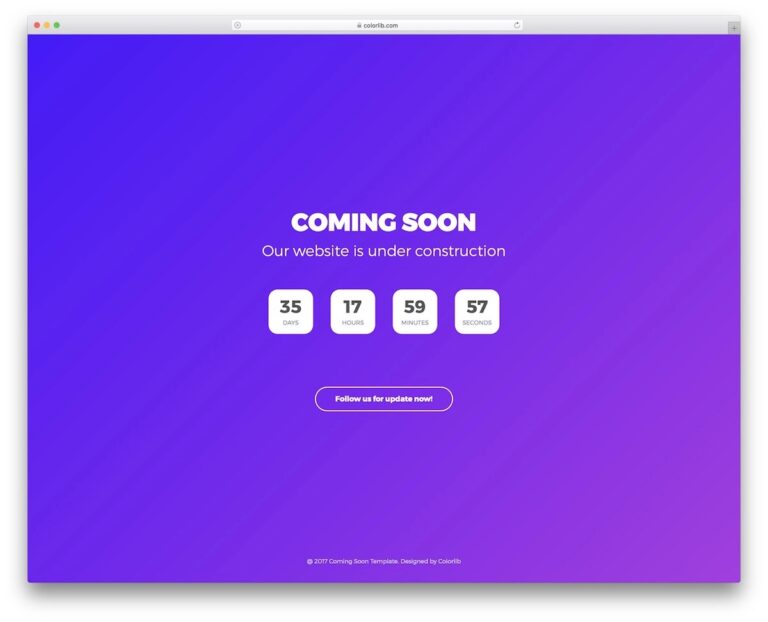 colorlib.com
COMING SOON
Our website is under construction
35 17 59 57
DAYS HOURS MINUTES SECONDS
Follow us for update now!
@ 2017 Coming Soon Template. Designed by Colorlib